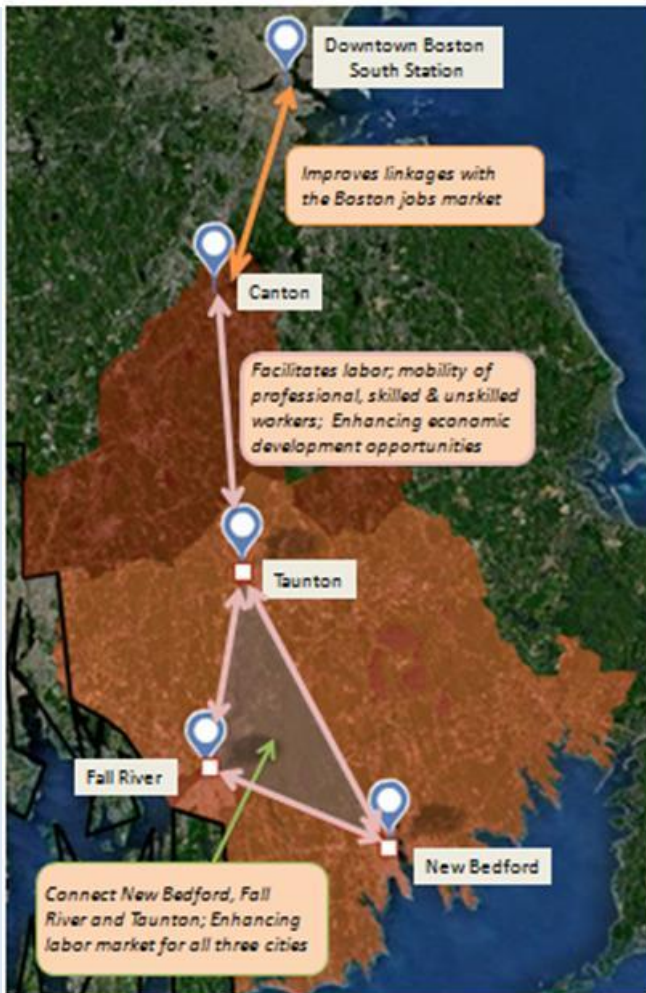 Downtown Boston
South Station
Improves linkages with
the Boston jobs market
Canton
Facilitates labor; mobility of
professional, skilled & unskilled
workers; Enhancing economic
development opportunities
Taunton
Fall River
New Bedford
Connect New Bedford, Fall
River and Taunton; Enhancing
labor market for all three cities